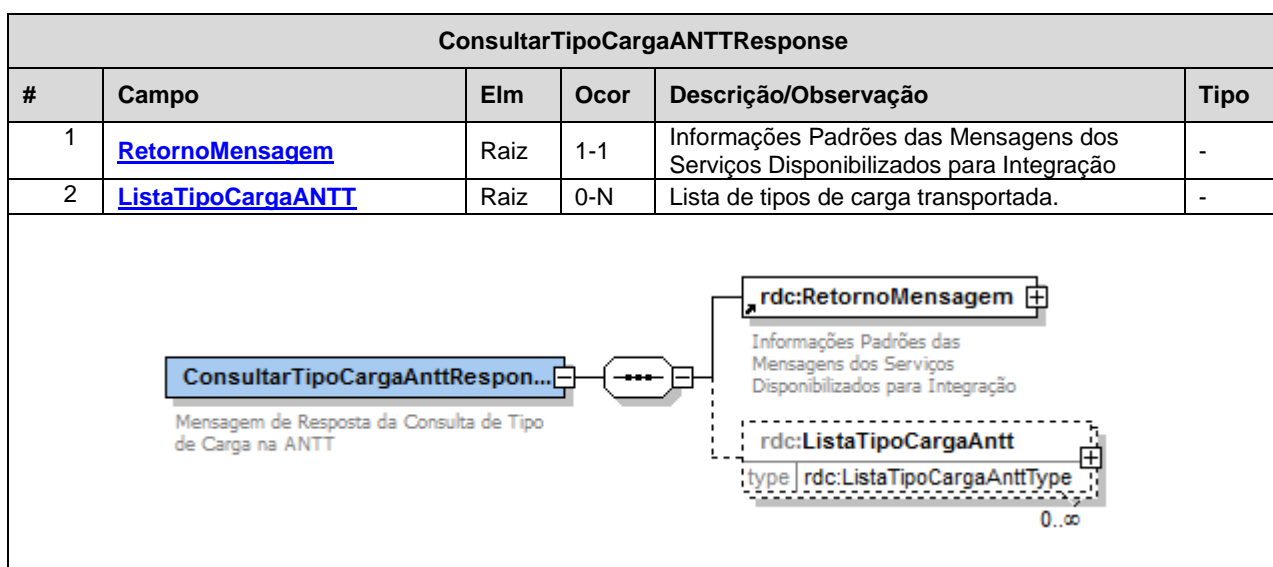 ConsultarTipoCargaANTTResponse
# Campo Elm Ocor Descrição/Observação Tipo
1 RetornoMensagem Raiz 1-1 Informações Padrões das Mensagens dos
Serviços Disponibilizados para Integração -
2 ListaTipoCargaANTT Raiz 0-N Lista de tipos de carga transportada. -
rdc:RetornoMensagem
Informações Padrões das
Mensagens dos Serviços
Disponibilizados para Integração
ConsultarTipoCargaAnttRespon...
Mensagem de Resposta da Consulta de Tipo
de Carga na ANTT
rdc:ListaTipoCargaAntt
type rdc:ListaTipoCargaAnttType
0..∞